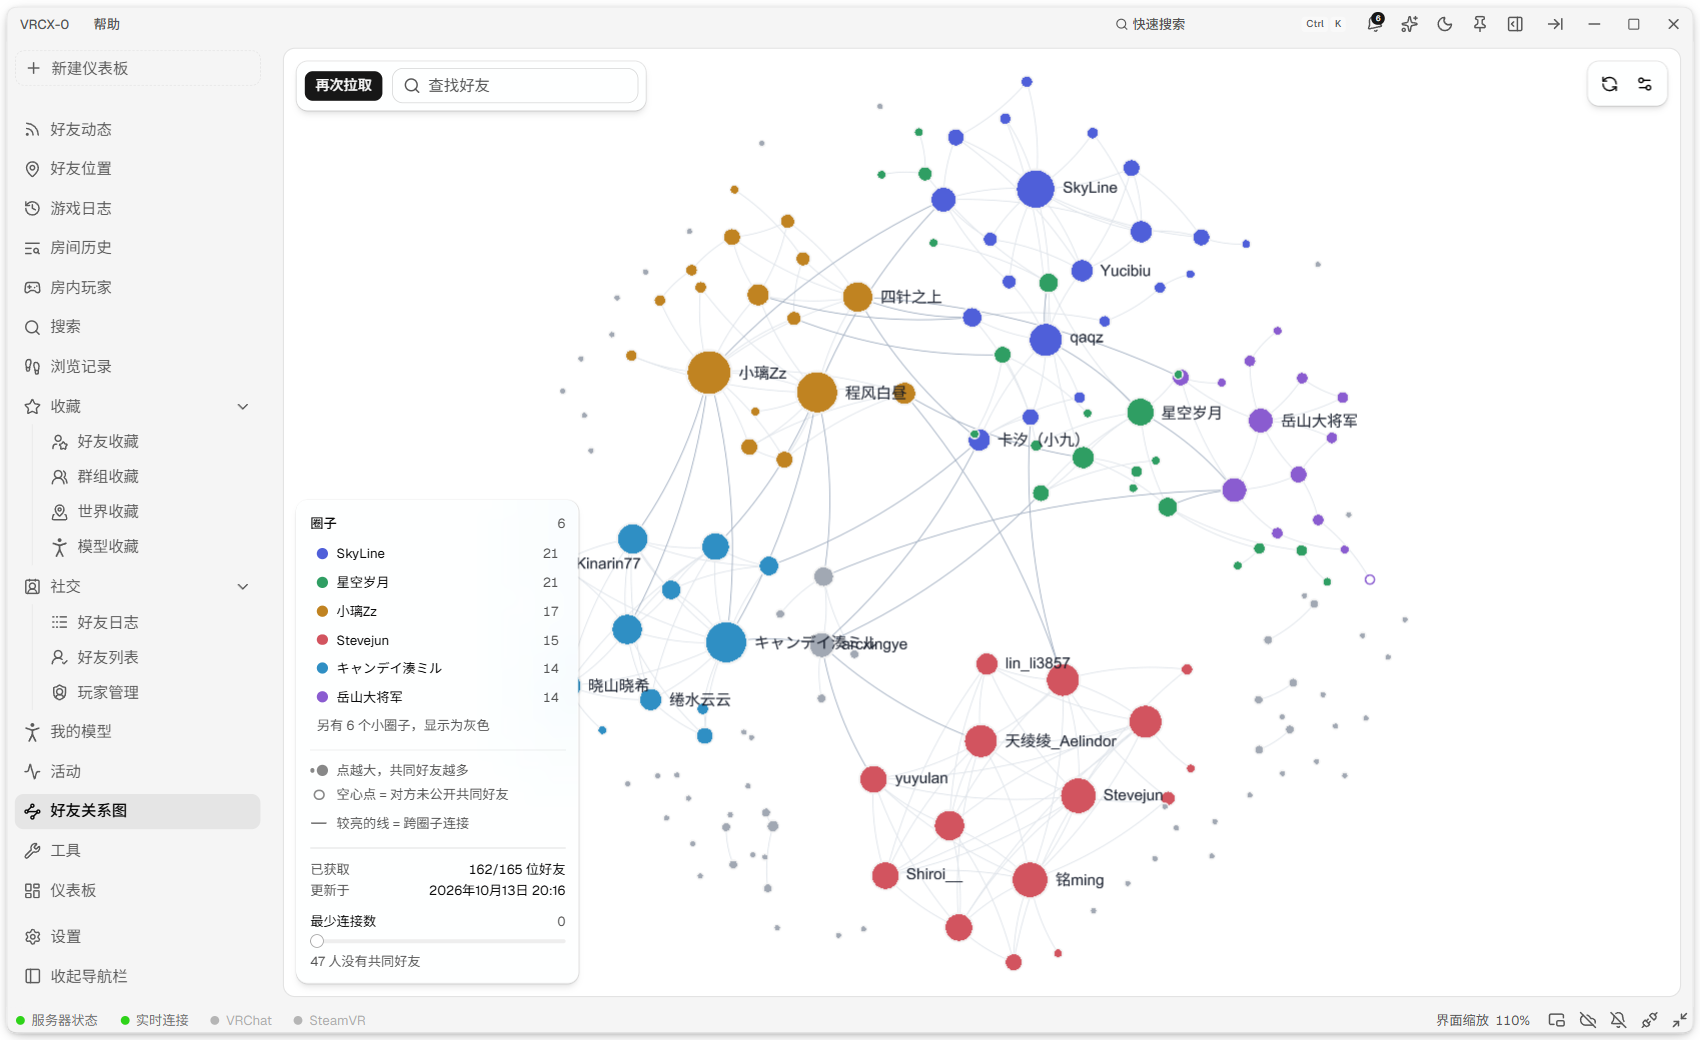 VRCX-0 帮助
快速搜索 Ctrl K 6
新建仪表板
好友动态
好友位置
游戏日志
房间历史
房内玩家
搜索
浏览记录
收藏
好友收藏
群组收藏
世界收藏
模型收藏
社交
好友日志
好友列表
玩家管理
我的模型
活动
好友关系图
工具
仪表板
设置
收起导航栏
再次拉取 查找好友
SkyLine
Yucibiu
四针之上
qaqz
小璃Zz
程风白昼
星空岁月
岳山大将军
卡汐（小九）
Kinarin77
キャンデイ湊ミル
晓山晓希
绻水云云
lin_li3857
天绫绫_Aelindor
yuyulan
Stevejun
Shiroi__
铭ming
圈子 6
SkyLine 21
星空岁月 21
小璃Zz 17
Stevejun 15
キャンデイ湊ミル 14
岳山大将军 14
另有 6 个小圈子，显示为灰色
点越大，共同好友越多
空心点 = 对方未公开共同好友
较亮的线 = 跨圈子连接
已获取 162/165 位好友
更新于 2026年10月13日 20:16
最少连接数 0
47 人没有共同好友
服务器状态 实时连接 VRChat SteamVR
界面缩放 110%